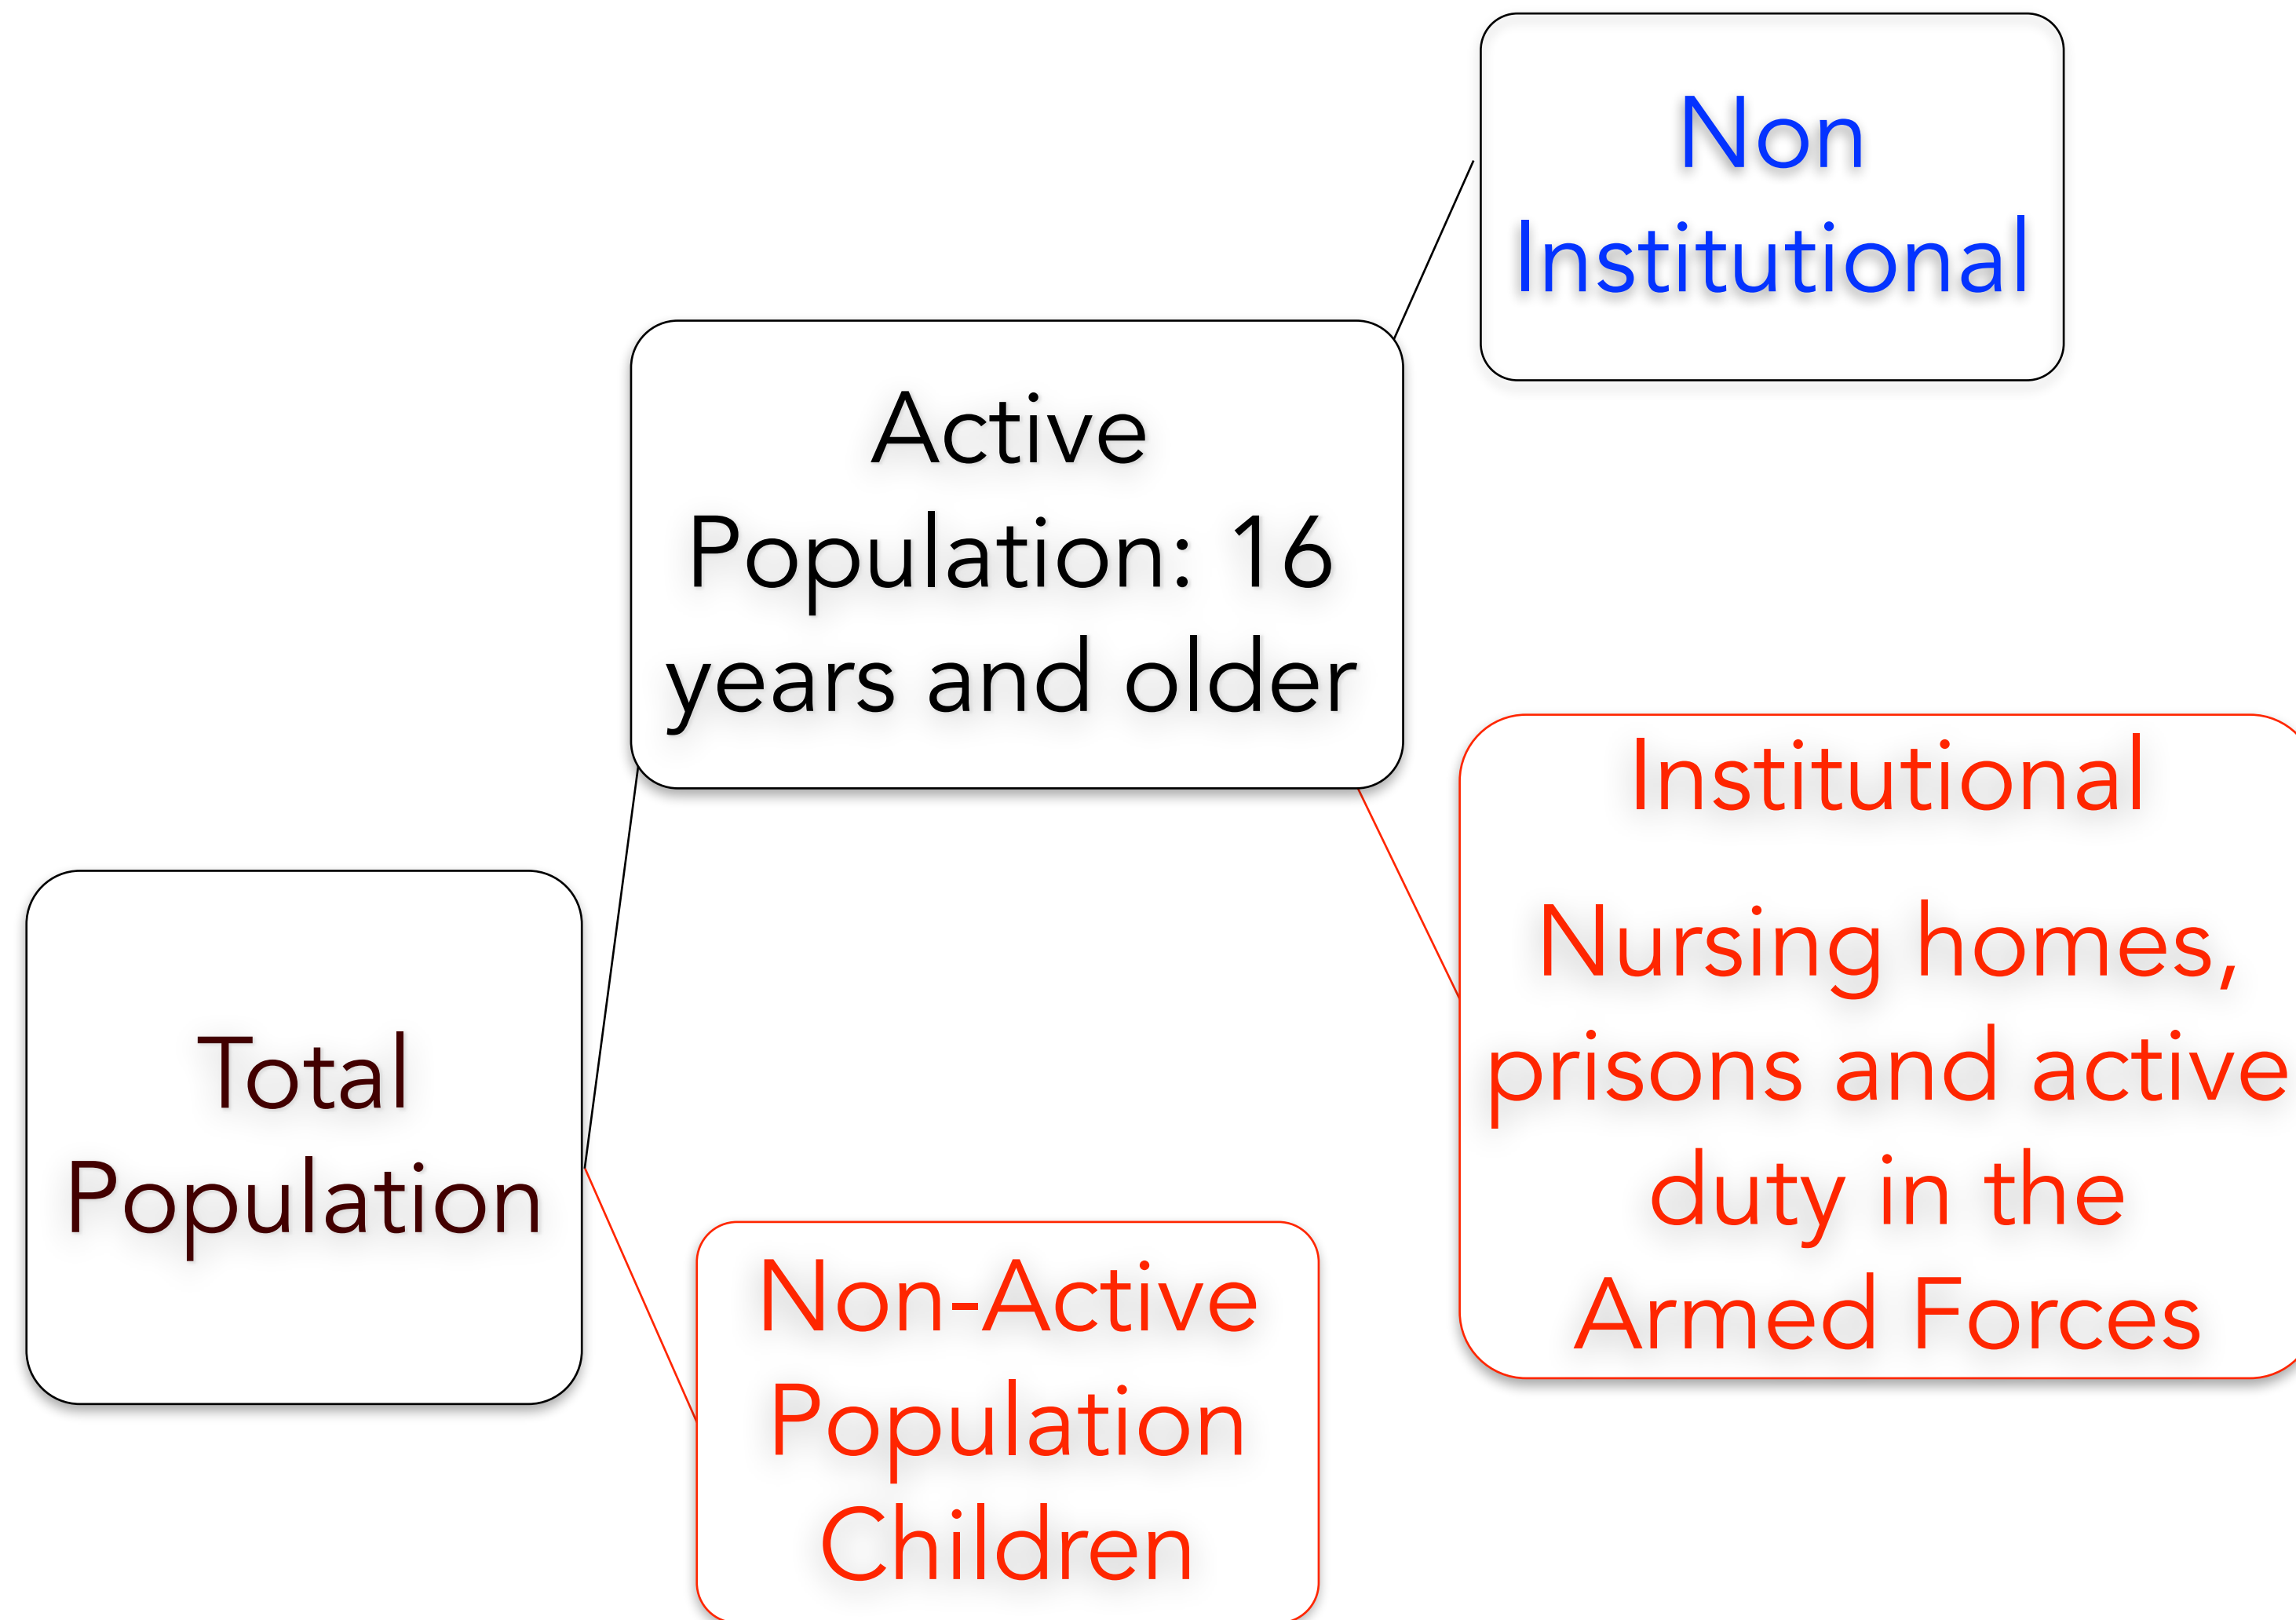 Non
Institutional
Active
Population: 16
years and older
Institutional
Nursing homes,
prisons and active
duty in the
Armed Forces
Total
Population
Non-Active
Population
Children